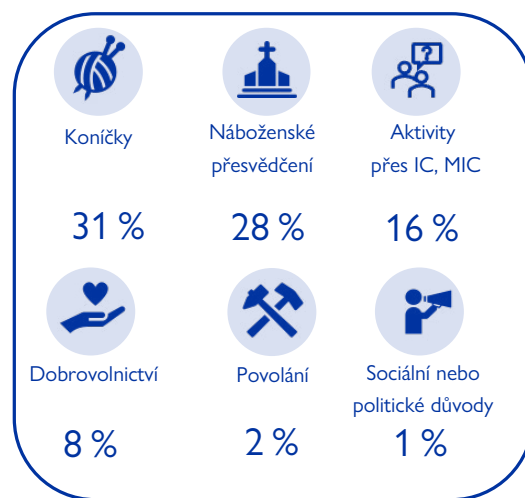 ?
Koníčky
Náboženské
přesvědčení
Aktivity
přes IC, MIC
31 %
28 %
16 %
Dobrovolnictví
Povolání
Sociální nebo
politické důvody
8 %
2 %
1 %